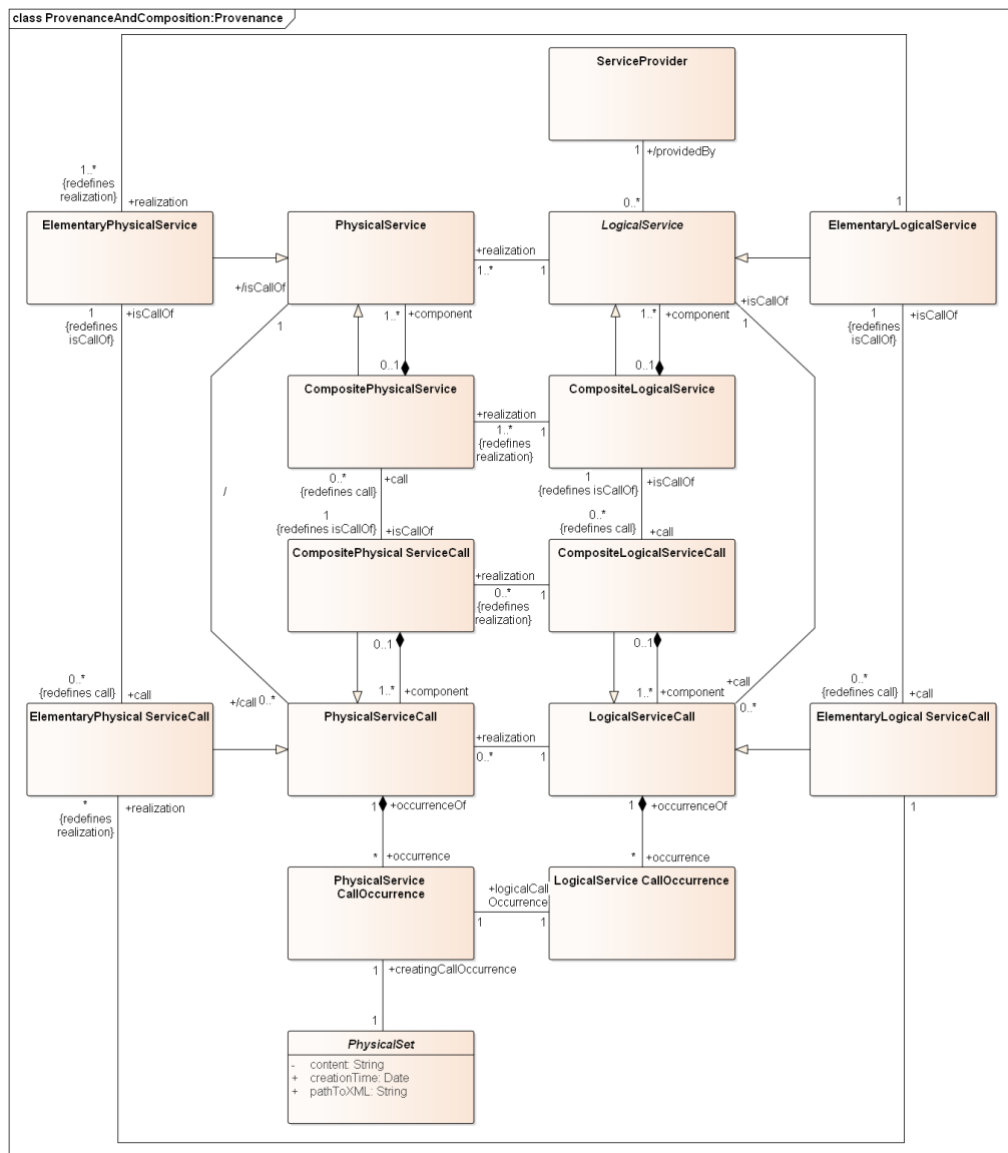 class ProvenanceAndComposition:Provenance
ServiceProvider
1 +/providedBy
1..*
{redefines
realization}
+realization
0..*
1
ElementaryPhysicalService
PhysicalService
LogicalService
ElementaryLogicalService
+realization
1..* 1
+/isCallOf
1
+isCallOf
1
1
{redefines
isCallOf}
+isCallOf
1..* +component
1..* +component
1
{redefines
isCallOf}
+isCallOf
0..1
0..1
CompositePhysicalService
CompositeLogicalService
+realization
1..*
{redefines
realization}
1
/
0..*
{redefines call}
+call
1
{redefines isCallOf}
+isCallOf
1
{redefines isCallOf}
+isCallOf
0..*
{redefines call}
+call
CompositePhysical ServiceCall
CompositeLogicalServiceCall
+realization
0..*
{redefines
realization}
1
0..1
0..1
0..*
{redefines call}
+call
+/call 0..*
1..* +component
1..* +component
+call
0..*
0..*
{redefines call}
+call
ElementaryPhysical ServiceCall
PhysicalServiceCall
LogicalServiceCall
ElementaryLogical ServiceCall
+realization
0..* 1
*
{redefines
realization}
+realization
1 +occurrenceOf
1 +occurrenceOf
1
* +occurrence
* +occurrence
PhysicalService
CallOccurrence
LogicalService CallOccurrence
+logicalCall
Occurrence
1 1
1 +creatingCallOccurrence
1
PhysicalSet
- content: String
+ creationTime: Date
+ pathToXML: String